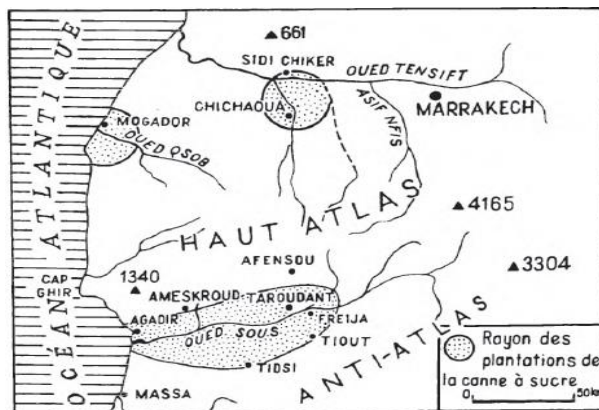 661
SIDI CHIKER
OUED TENSIFT
MARRAKECH
CHICHAOUA
ASIF NFIS
MOGADOR
OUED QSOB
OCÉAN ATLANTIQUE
HAUT ATLAS
4165
3304
AFENSOU
CAP GHIR
1340
AMESKROUD
TAROUDANT
AGADIR
FREIJA
OUED SOUS
TIOUT
TIDSI
MASSA
ANTI-ATLAS
Rayon des
plantations de
la canne à sucre
0 50km